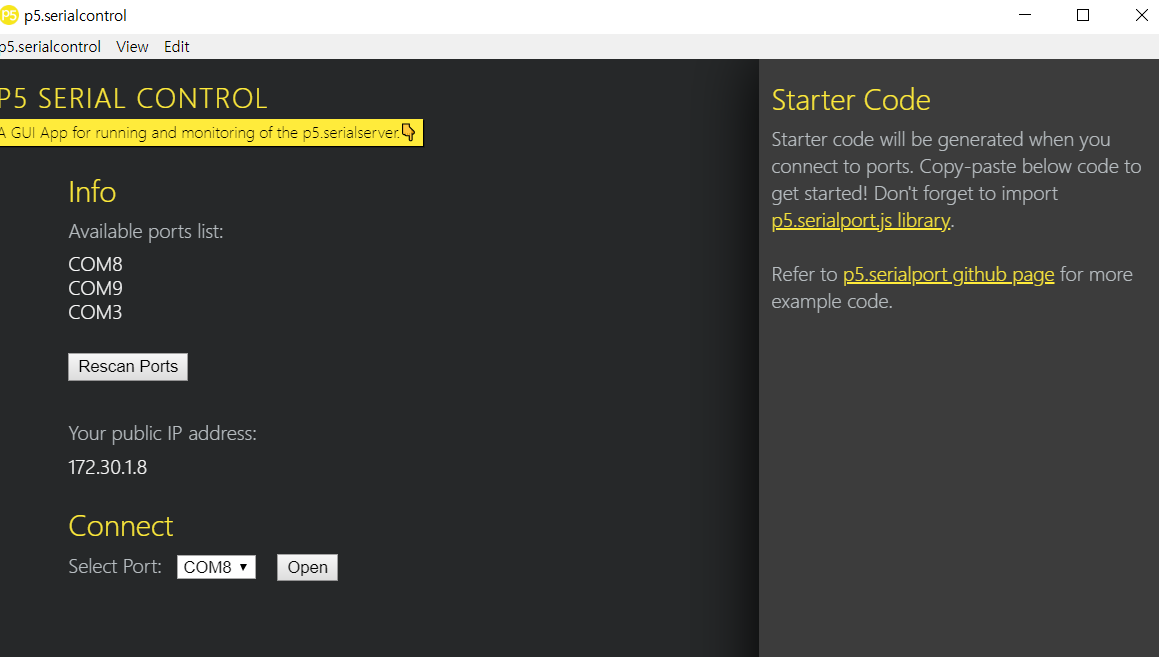 P5 p5.serialcontrol
p5.serialcontrol View Edit
P5 SERIAL CONTROL
A GUI App for running and monitoring of the p5.serialserver.
Info
Available ports list:
COM8
COM9
COM3
Rescan Ports
Your public IP address:
172.30.1.8
Connect
Select Port: COM8 Open
Starter Code
Starter code will be generated when you
connect to ports. Copy-paste below code to
get started! Don't forget to import
p5.serialport.js library.
Refer to p5.serialport github page for more
example code.